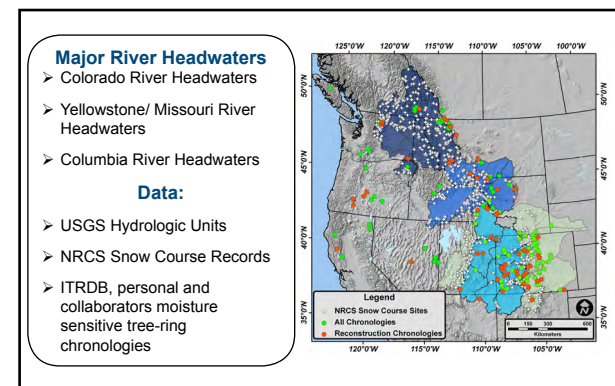 Major River Headwaters
➢ Colorado River Headwaters
➢ Yellowstone/ Missouri River
Headwaters
➢ Columbia River Headwaters
Data:
➢ USGS Hydrologic Units
➢ NRCS Snow Course Records
➢ ITRDB, personal and
collaborators moisture
sensitive tree-ring
chronologies
125°0'W 120°0'W 115°0'W 110°0'W 105°0'W 100°0'W
50°0'N 50°0'N
45°0'N 45°0'N
40°0'N 40°0'N
35°0'N 35°0'N
Legend
NRCS Snow Course Sites
All Chronologies
Reconstruction Chronologies
N
0 150 300 600
Kilometers
120°0'W 115°0'W 110°0'W 105°0'W